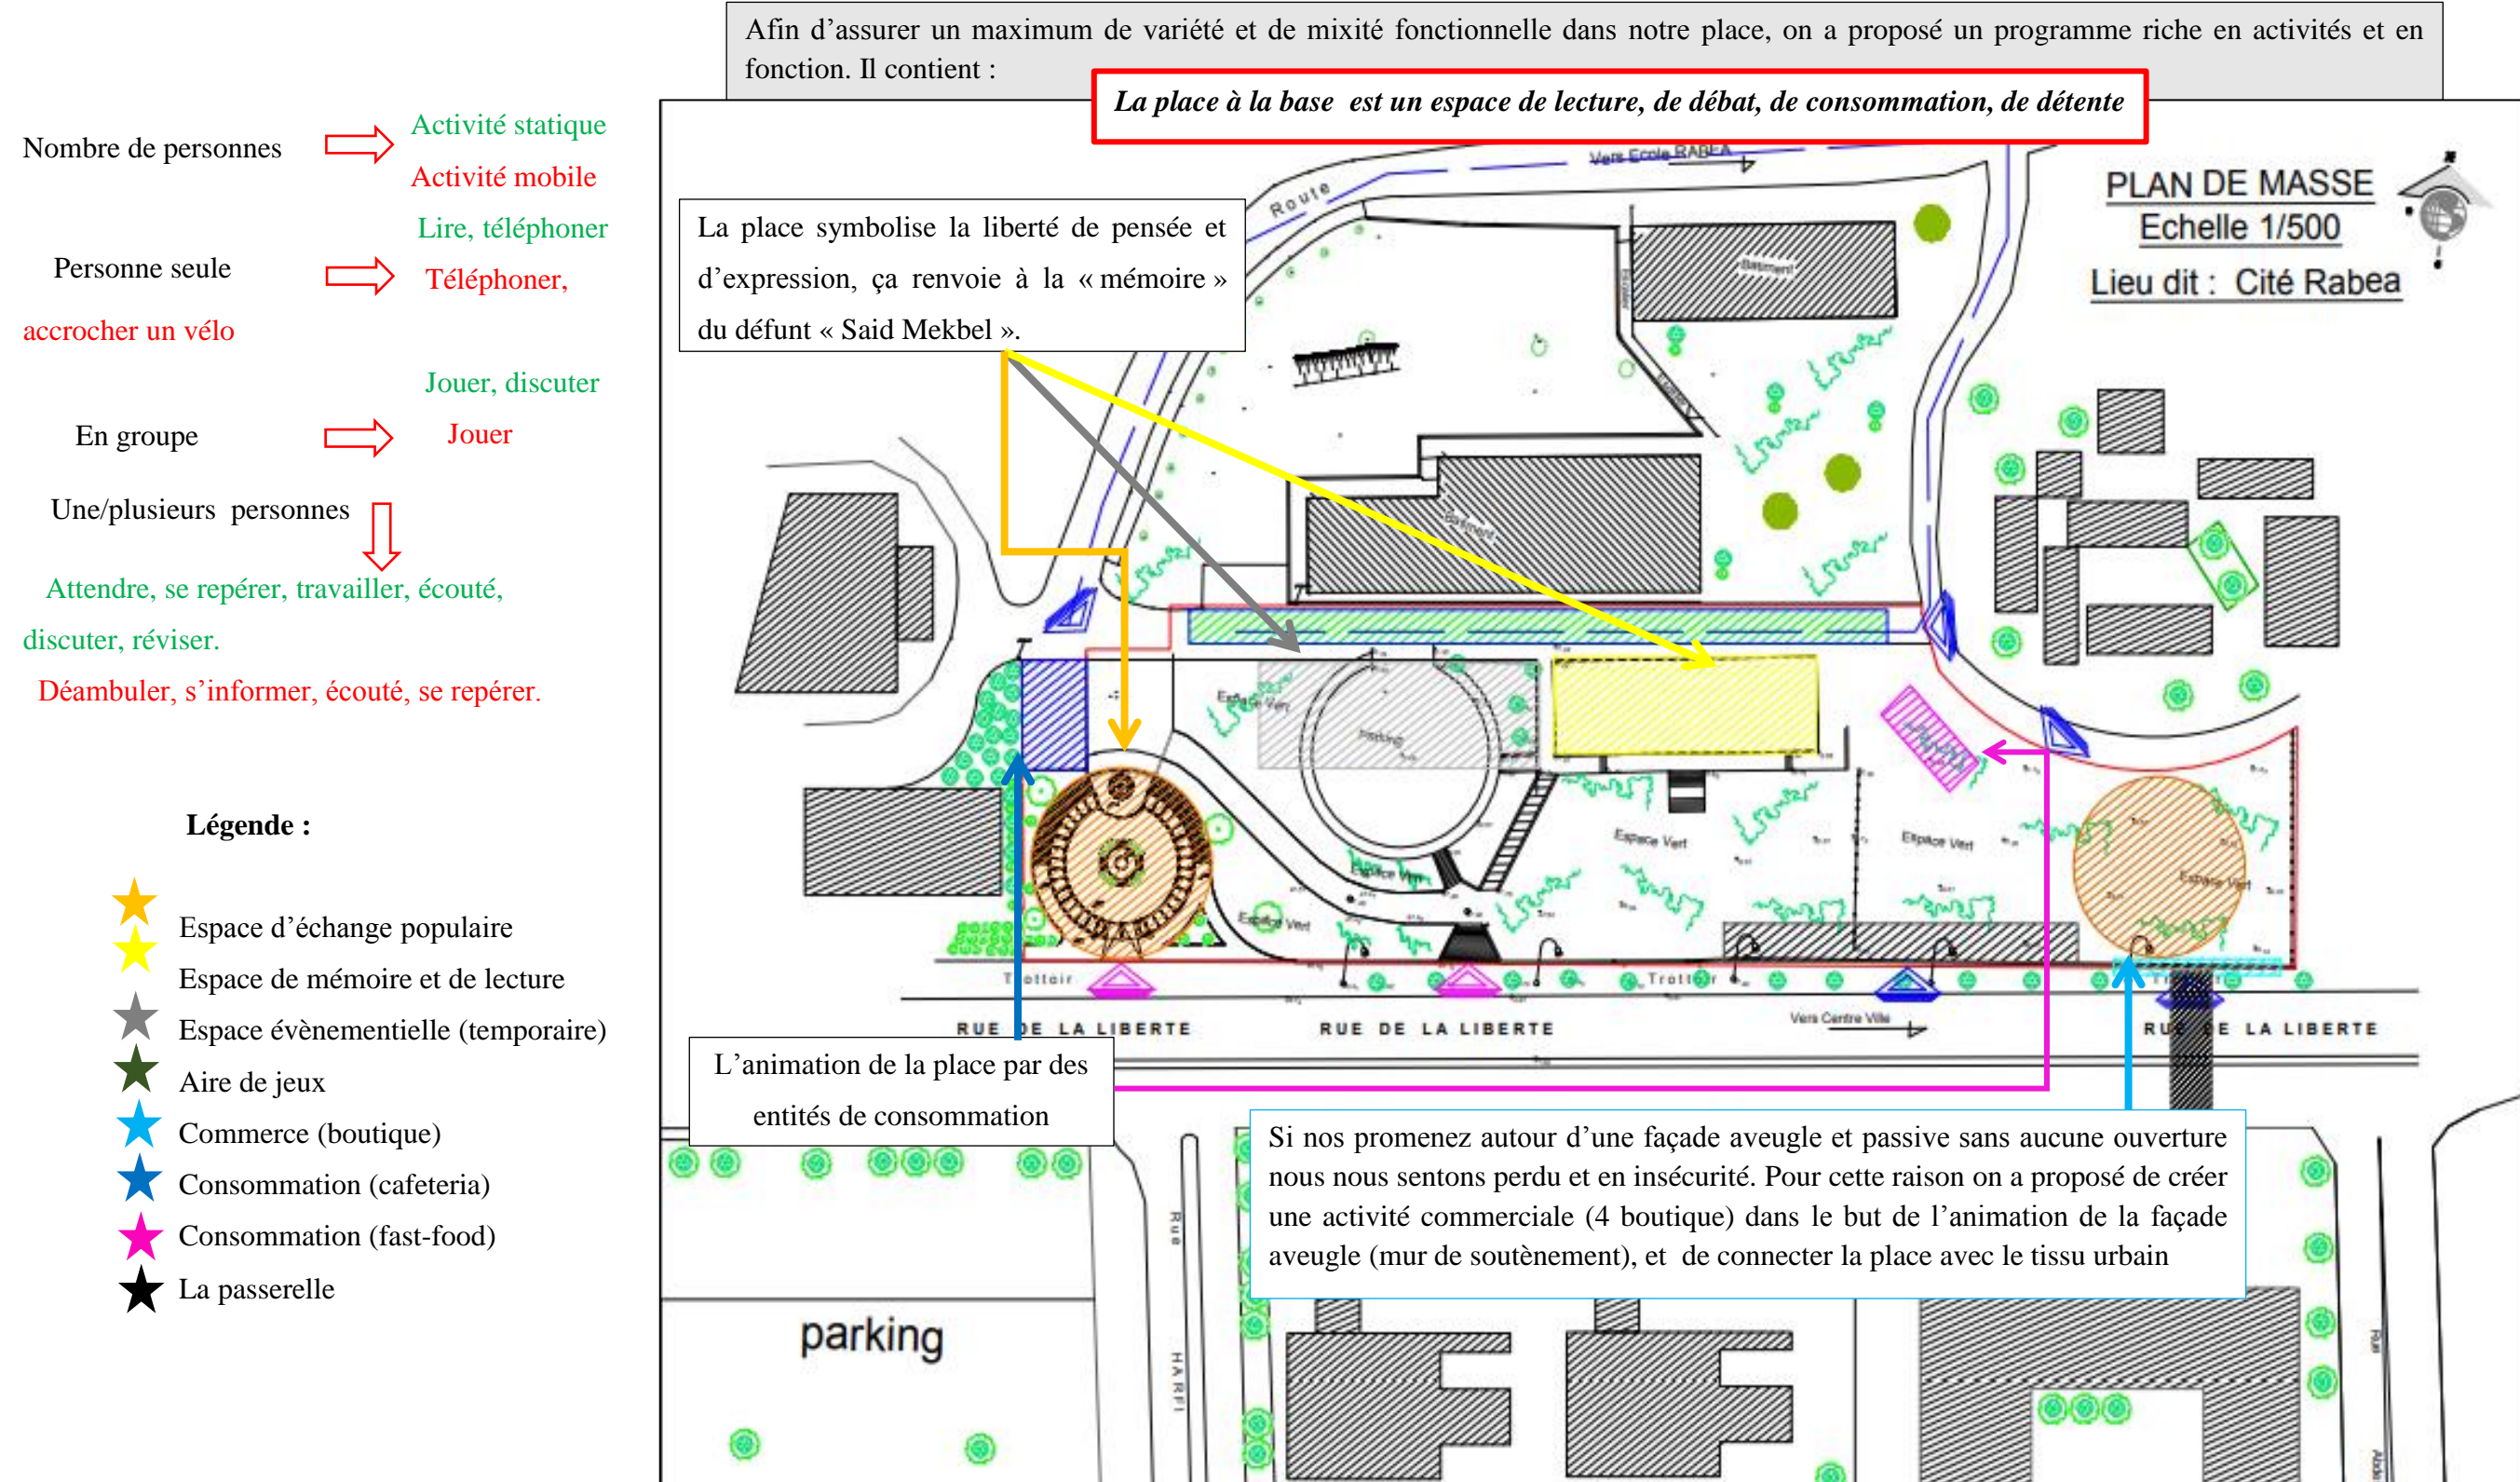 Afin d’assurer un maximum de variété et de mixité fonctionnelle dans notre place, on a proposé un programme riche en activités et en
fonction. Il contient :
La place à la base est un espace de lecture, de débat, de consommation, de détente
Nombre de personnes
Activité statique
Activité mobile
Personne seule
Lire, téléphoner
Téléphoner,
accrocher un vélo
En groupe
Jouer, discuter
Jouer
Une/plusieurs personnes
Attendre, se repérer, travailler, écouté,
discuter, réviser.
Déambuler, s’informer, écouté, se repérer.
Légende :
Espace d’échange populaire
Espace de mémoire et de lecture
Espace évènementielle (temporaire)
Aire de jeux
Commerce (boutique)
Consommation (cafeteria)
Consommation (fast-food)
La passerelle
La place symbolise la liberté de pensée et
d’expression, ça renvoie à la « mémoire »
du défunt « Said Mekbel ».
PLAN DE MASSE
Echelle 1/500
Lieu dit : Cité Rabea
Vers Ecole RABEA
Route
Batiment
Batiment
Espace Vert
parking
Espace Vert
Espace Vert
Espace Vert
Espace Vert
Espace Vert
Trottoir
Trottoir
RUE DE LA LIBERTE
RUE DE LA LIBERTE
Vers Centre Ville
RUE DE LA LIBERTE
L’animation de la place par des
entités de consommation
Si nos promenez autour d’une façade aveugle et passive sans aucune ouverture
nous nous sentons perdu et en insécurité. Pour cette raison on a proposé de créer
une activité commerciale (4 boutique) dans le but de l’animation de la façade
aveugle (mur de soutènement), et de connecter la place avec le tissu urbain
parking
Rue HARFI
Rue